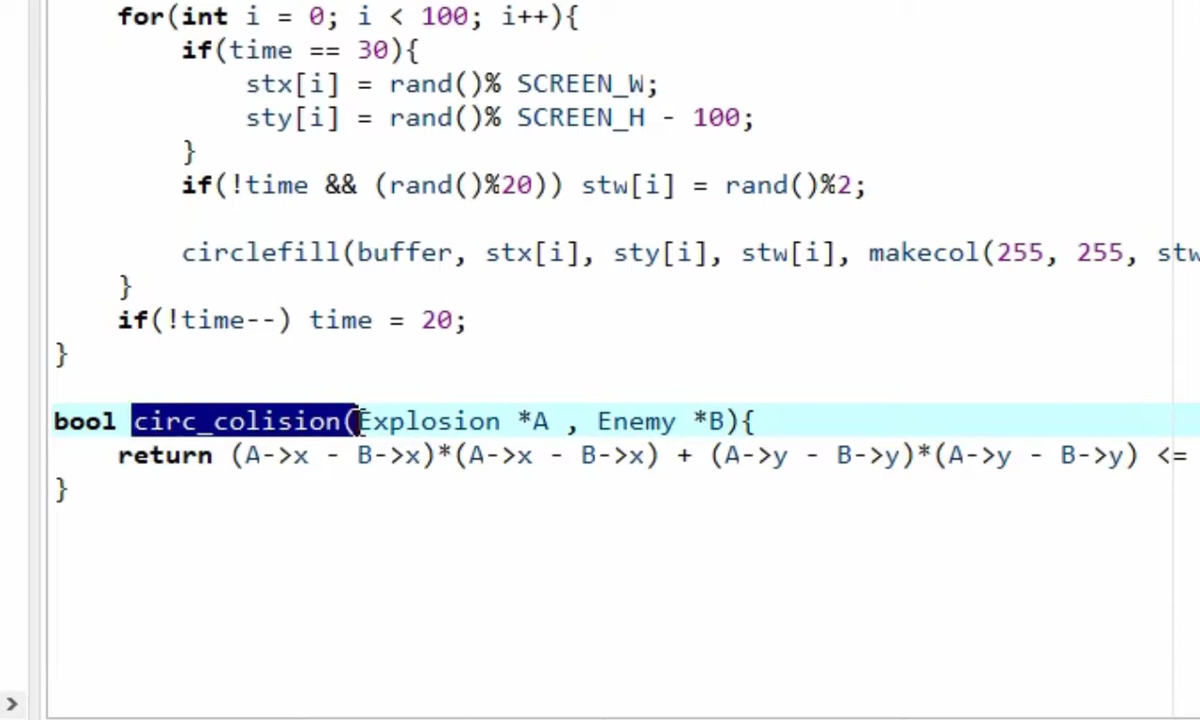 for(int i = 0; i < 100; i++){
if(time == 30){
stx[i] = rand()% SCREEN_W;
sty[i] = rand()% SCREEN_H - 100;
}
if(!time && (rand()%20)) stw[i] = rand()%2;
circlefill(buffer, stx[i], sty[i], stw[i], makecol(255, 255, stw
}
if(!time--) time = 20;
}
bool circ_colision(Explosion *A , Enemy *B){
return (A->x - B->x)*(A->x - B->x) + (A->y - B->y)*(A->y - B->y) <=
}